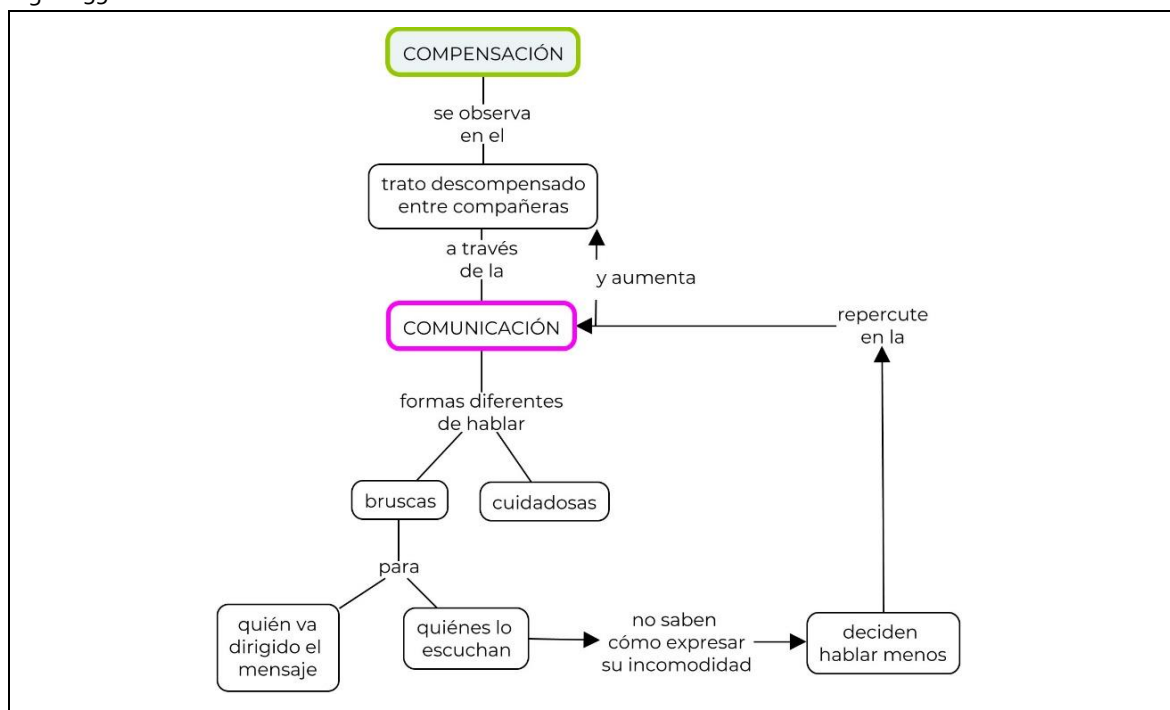 COMPENSACIÓN
se observa
en el
trato descompensado
entre compañeras
a través
de la
y aumenta
COMUNICACIÓN
repercute
en la
formas diferentes
de hablar
bruscas
cuidadosas
para
quién va
dirigido el
mensaje
quiénes lo
escuchan
no saben
cómo expresar
su incomodidad
deciden
hablar menos